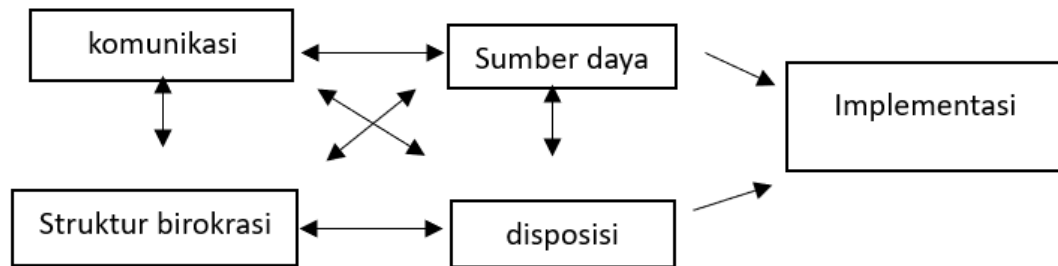 komunikasi
Sumber daya
Implementasi
Struktur birokrasi
disposisi